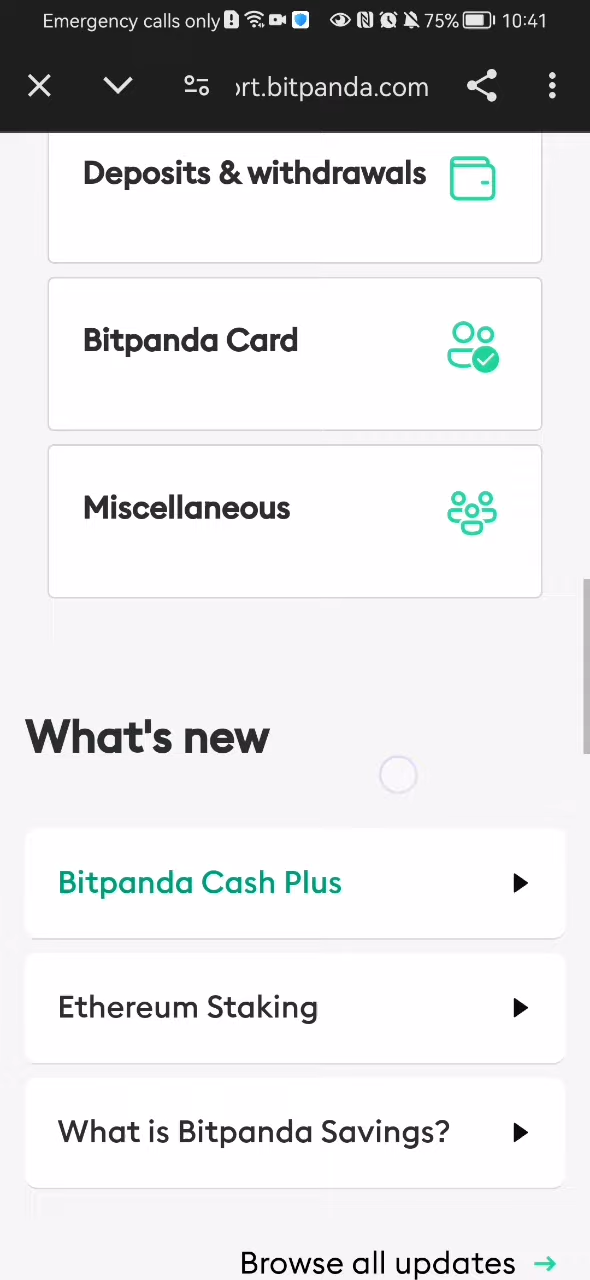 Emergency calls only 75% 10:41
ort.bitpanda.com
Deposits & withdrawals
Bitpanda Card
Miscellaneous
What's new
Bitpanda Cash Plus
Ethereum Staking
What is Bitpanda Savings?
Browse all updates